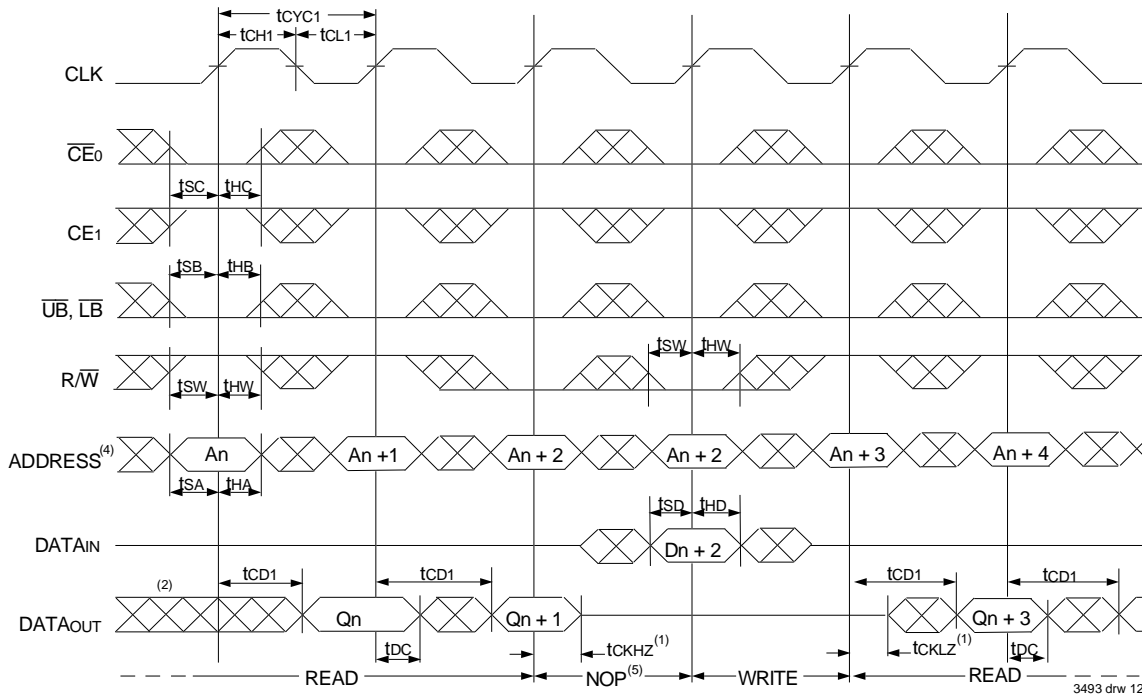 tCYC1
tCH1 tCL1
CLK
CE0
tSC tHC
CE1
tSB tHB
UB, LB
tSW tHW
R/W
tSW tHW
ADDRESS(4) An An +1 An + 2 An + 2 An + 3 An + 4
tSA tHA
tSD tHD
DATAIN Dn + 2
(2) tCD1 tCD1 tCD1 tCD1
DATAOUT Qn Qn + 1 Qn + 3
tDC tCKHZ(1) tCKLZ(1) tDC
READ NOP(5) WRITE READ
3493 drw 12